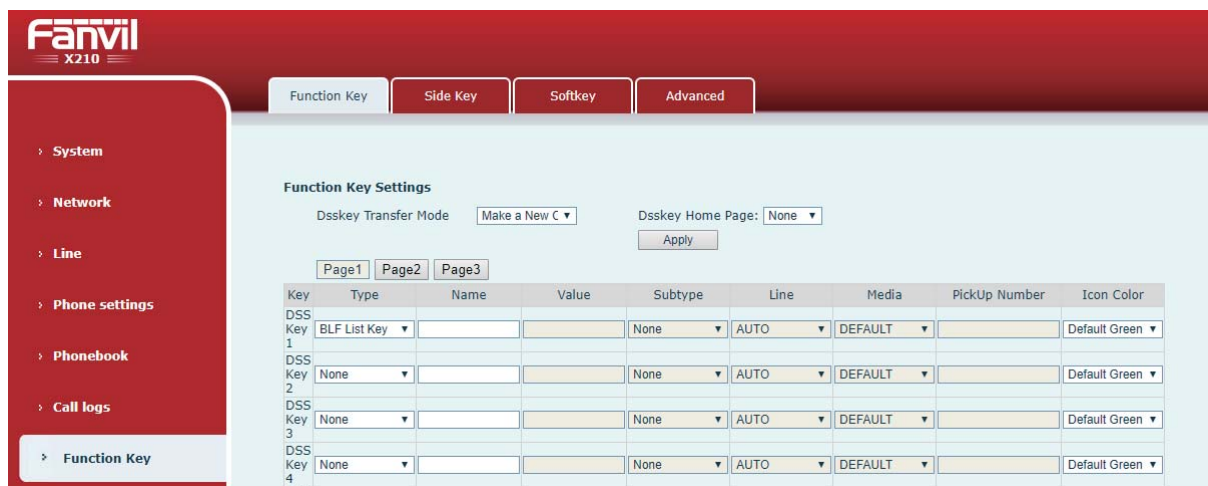 Fanvil
X210
Function Key Side Key Softkey Advanced
System
Network
Line
Phone settings
Phonebook
Call logs
Function Key
Function Key Settings
Dsskey Transfer Mode Make a New C Dsskey Home Page: None
Apply
Page1 Page2 Page3
Key Type Name Value Subtype Line Media PickUp Number Icon Color
DSS Key 1 BLF List Key None AUTO DEFAULT Default Green
DSS Key 2 None None AUTO DEFAULT Default Green
DSS Key 3 None None AUTO DEFAULT Default Green
DSS Key 4 None None AUTO DEFAULT Default Green